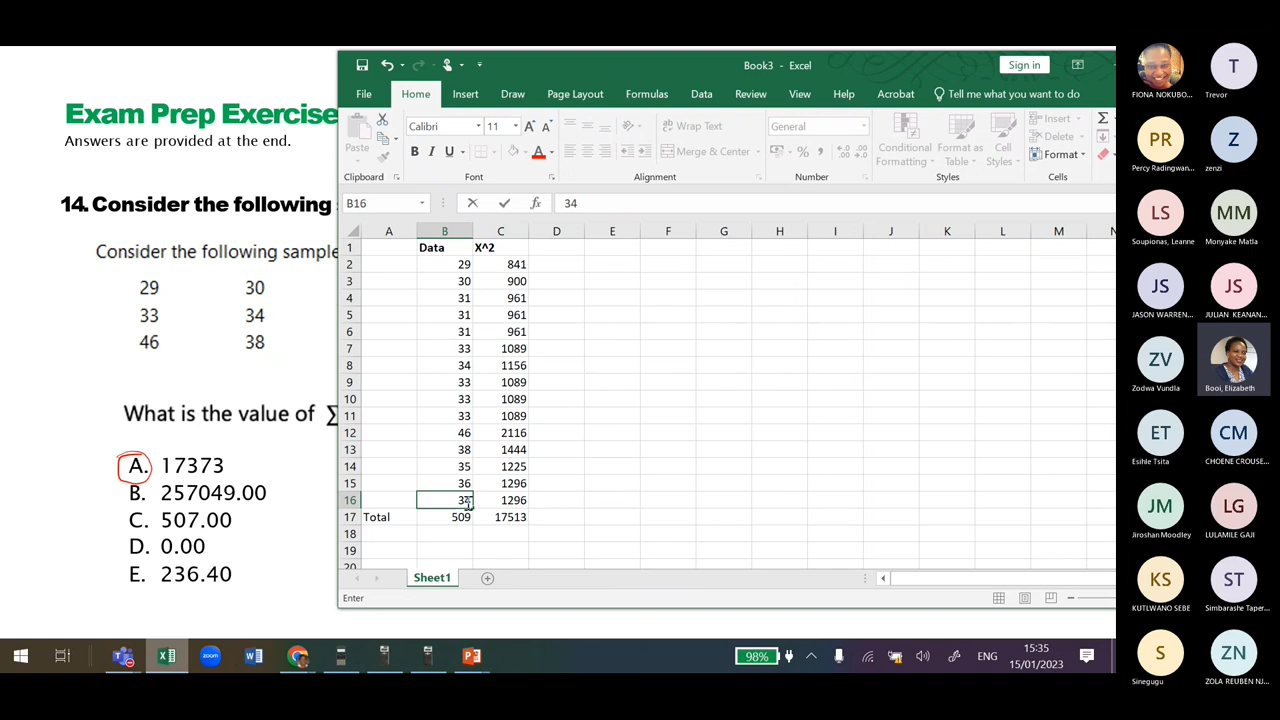 Exam Prep Exercise
Answers are provided at the end.
14. Consider the following
Consider the following sample
29 30
33 34
46 38
What is the value of ∑
A. 17373
B. 257049.00
C. 507.00
D. 0.00
E. 236.40
Book3 - Excel
Sign in
File Home Insert Draw Page Layout Formulas Data Review View Help Acrobat Tell me what you want to do
Paste
Calibri 11
B I U
Wrap Text
Merge & Center
General
Conditional Formatting
Format as Table
Cell Styles
Insert
Delete
Format
Clipboard Font Alignment Number Styles Cells
B16 fx 34
A B C D E F G H I J K L M N
1 Data X^2
2 29 841
3 30 900
4 31 961
5 31 961
6 31 961
7 33 1089
8 34 1156
9 33 1089
10 33 1089
11 33 1089
12 46 2116
13 38 1444
14 35 1225
15 36 1296
16 34 1296
17 Total 509 17513
18
19
20
Sheet1
Enter
98%
ENG
15:35
15/01/2023
FIONA NOKUBO... Trevor
PR Z
Percy Radingwan... zenzi
LS MM
Soupionas, Leanne Monyake Matla
JS JS
JASON WARREN... JULIAN KEANAN...
ZV
Zodwa Vundla Booi, Elizabeth
ET CM
Esihle Tsita CHOENE CROUSE...
JM LG
Jiroshan Moodley LULAMILE GAJI
KS ST
KUTLWANO SEBE Simbarashe Taper...
S ZN
Sinegugu ZOLA REUBEN NJ...
T
zoom